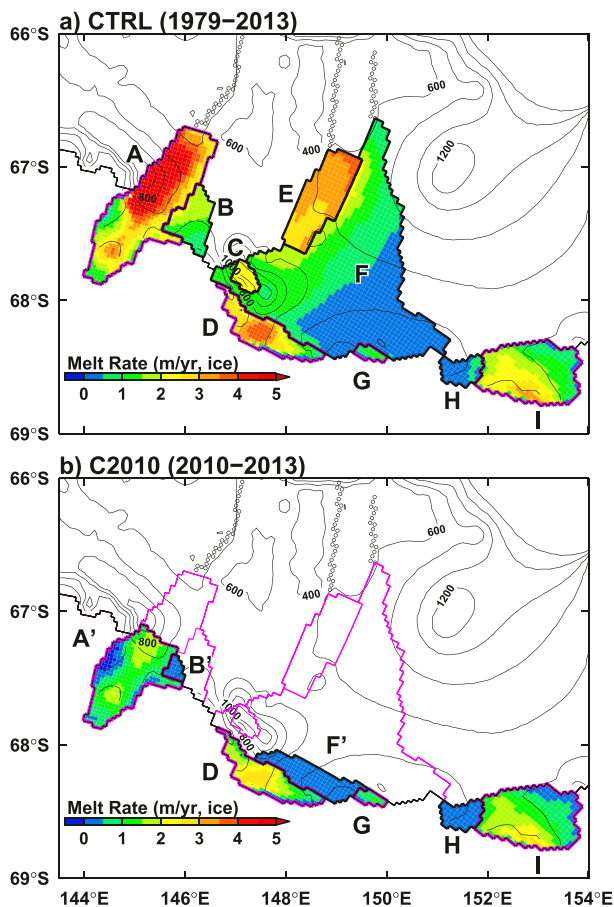 a) CTRL (1979−2013)
66°S
600
A
600
400
67°S
1200
E
800
B
C
F
68°S
D
Melt Rate (m/yr, ice)
0 1 2 3 4 5
G
H
I
69°S
b) C2010 (2010−2013)
66°S
600
600
400
67°S
1200
A'
800
B'
1000
68°S
800
F'
D
Melt Rate (m/yr, ice)
0 1 2 3 4 5
G
H
I
69°S
144°E 146°E 148°E 150°E 152°E 154°E